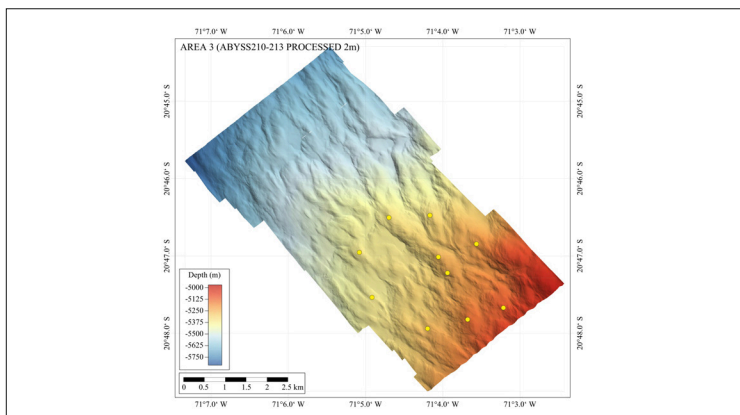 71°7.0' W 71°6.0' W 71°5.0' W 71°4.0' W 71°3.0' W
AREA 3 (ABYSS210-213 PROCESSED 2m)
20°45.0' S 20°45.0' S
20°46.0' S 20°46.0' S
20°47.0' S 20°47.0' S
20°48.0' S 20°48.0' S
Depth (m)
-5000
-5125
-5250
-5375
-5500
-5625
-5750
0 0.5 1 1.5 2 2.5 km
71°7.0' W 71°6.0' W 71°5.0' W 71°4.0' W 71°3.0' W